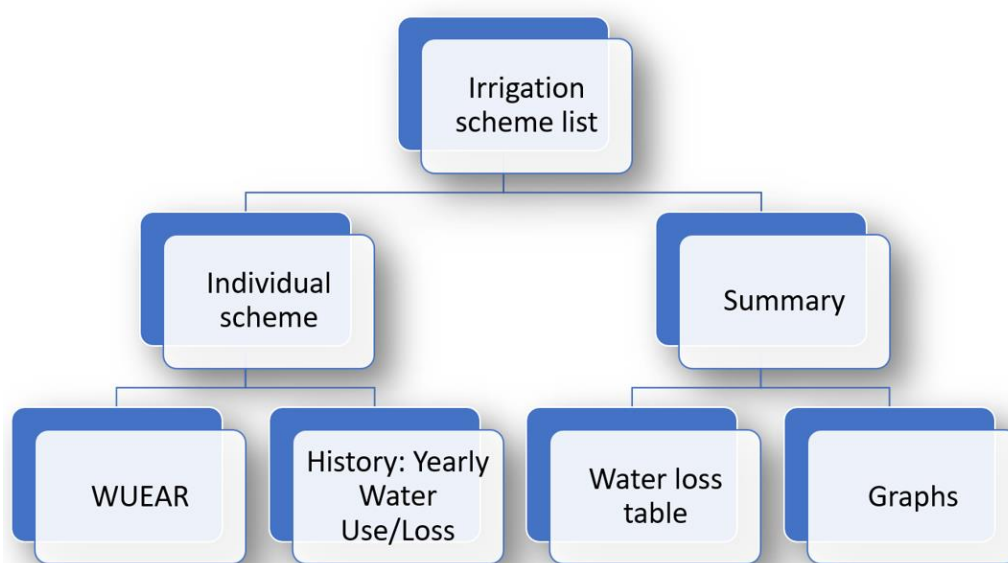 Irrigation
scheme list
Individual
scheme
Summary
WUEAR
History: Yearly
Water
Use/Loss
Water loss
table
Graphs